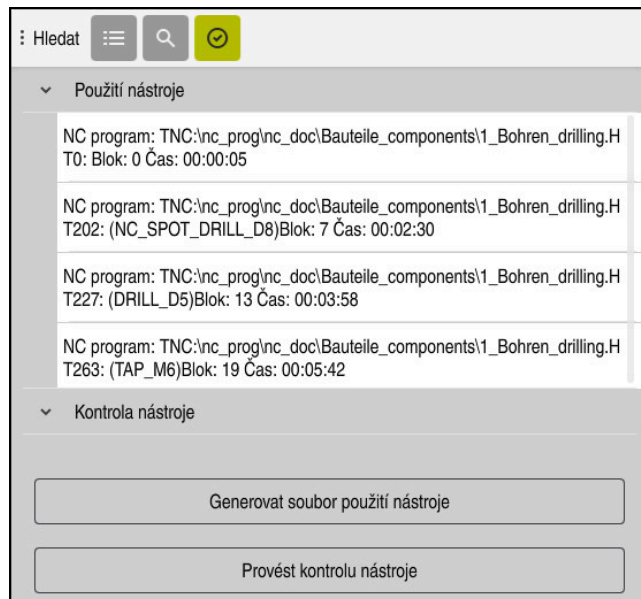 Hledat
Použití nástroje
NC program: TNC:\nc_prog\nc_doc\Bauteile_components\1_Bohren_drilling.H
T0: Blok: 0 Čas: 00:00:05
NC program: TNC:\nc_prog\nc_doc\Bauteile_components\1_Bohren_drilling.H
T202: (NC_SPOT_DRILL_D8)Blok: 7 Čas: 00:02:30
NC program: TNC:\nc_prog\nc_doc\Bauteile_components\1_Bohren_drilling.H
T227: (DRILL_D5)Blok: 13 Čas: 00:03:58
NC program: TNC:\nc_prog\nc_doc\Bauteile_components\1_Bohren_drilling.H
T263: (TAP_M6)Blok: 19 Čas: 00:05:42
Kontrola nástroje
Generovat soubor použití nástroje
Provést kontrolu nástroje